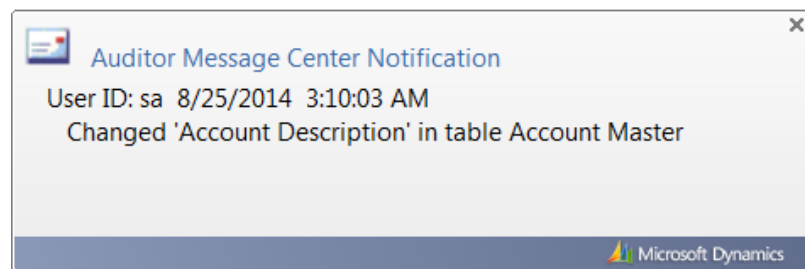 Auditor Message Center Notification
User ID: sa 8/25/2014 3:10:03 AM
Changed 'Account Description' in table Account Master
Microsoft Dynamics